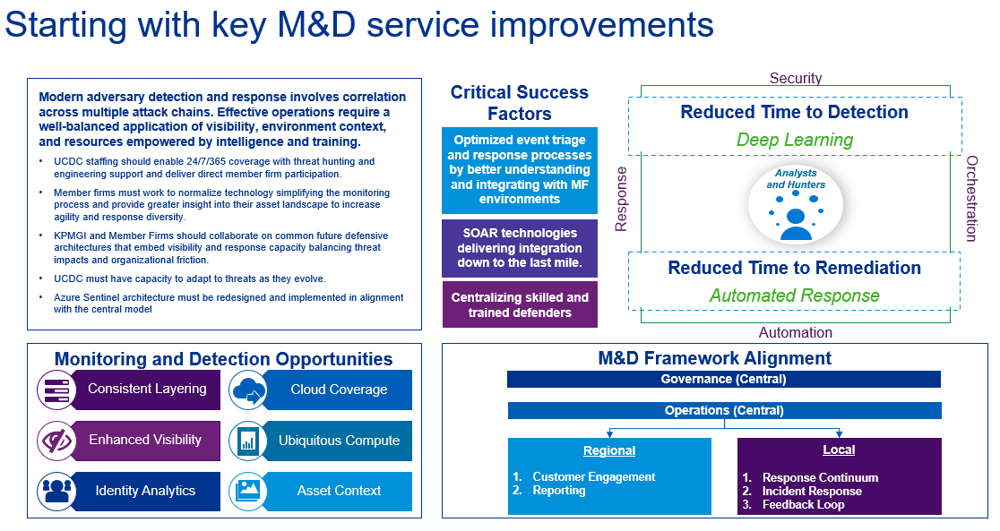 Starting with key M&D service improvements
Modern adversary detection and response involves correlation
across multiple attack chains. Effective operations require a
well-balanced application of visibility, environment context,
and resources empowered by intelligence and training.
• UCDC staffing should enable 24/7/365 coverage with threat hunting and
engineering support and deliver direct member firm participation.
• Member firms must work to normalize technology simplifying the monitoring
process and provide greater insight into their asset landscape to increase
agility and response diversity.
• KPMGI and Member Firms should collaborate on common future defensive
architectures that embed visibility and response capacity balancing threat
impacts and organizational friction.
• UCDC must have capacity to adapt to threats as they evolve.
• Azure Sentinel architecture must be redesigned and implemented in alignment
with the central model
Critical Success
Factors
Optimized event triage
and response processes
by better understanding
and integrating with MF
environments
SOAR technologies
delivering integration
down to the last mile.
Centralizing skilled and
trained defenders
Security
Reduced Time to Detection
Deep Learning
Response
Analysts
and Hunters
Orchestration
Reduced Time to Remediation
Automated Response
Automation
Monitoring and Detection Opportunities
Consistent Layering
Cloud Coverage
Enhanced Visibility
Ubiquitous Compute
Identity Analytics
Asset Context
M&D Framework Alignment
Governance (Central)
Operations (Central)
Regional
1. Customer Engagement
2. Reporting
Local
1. Response Continuum
2. Incident Response
3. Feedback Loop